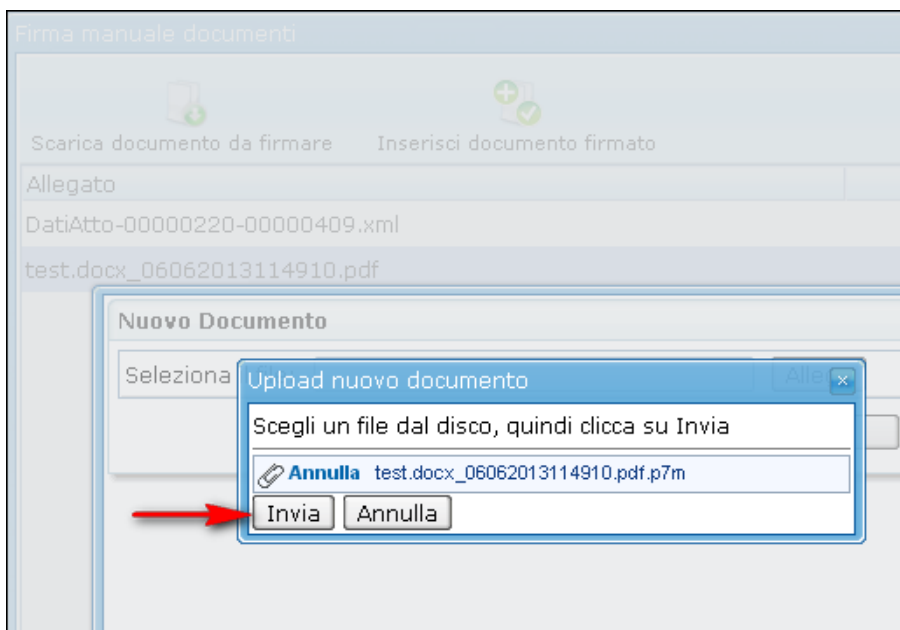 Firma manuale documenti
Scarica documento da firmare
Inserisci documento firmato
Allegato
DatiAtto-00000220-00000409.xml
test.docx_06062013114910.pdf
Nuovo Documento
Seleziona
Upload nuovo documento
Scegli un file dal disco, quindi clicca su Invia
Annulla test.docx_06062013114910.pdf.p7m
Invia Annulla